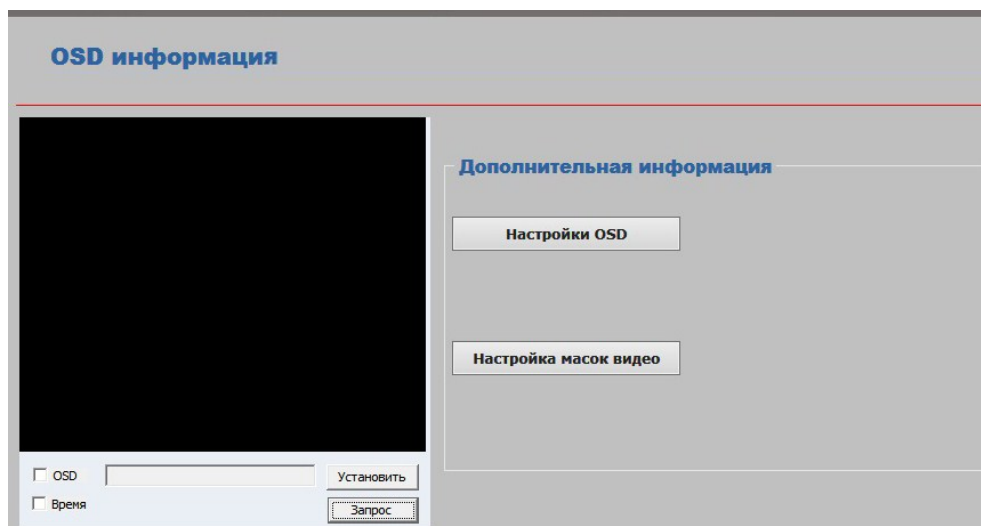 OSD информация
Дополнительная информация
Настройки OSD
Настройка масок видео
OSD
Установить
Время
Запрос